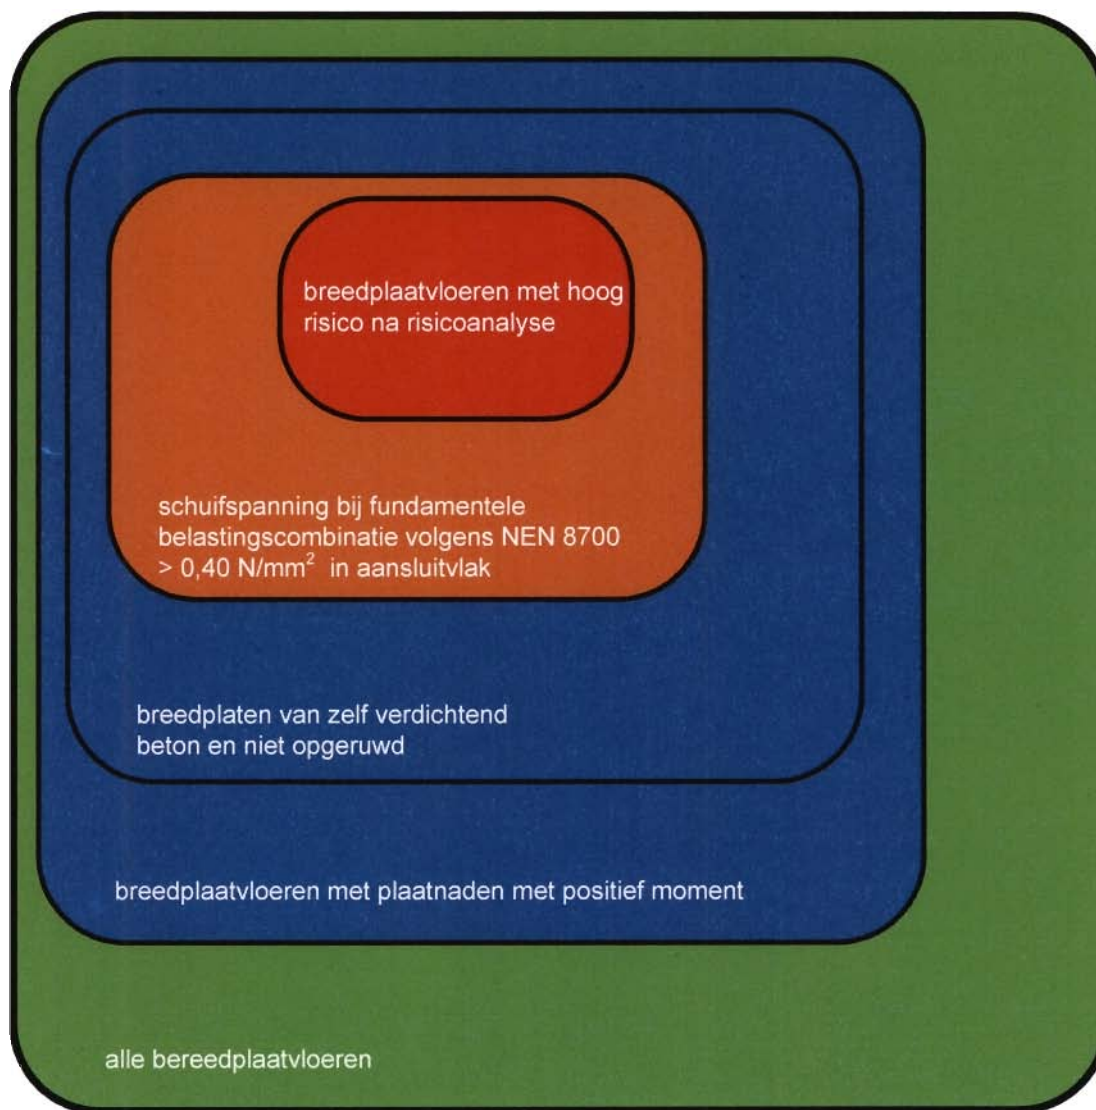 breedplaatvloeren met hoog
risico na risicoanalyse
schuifspanning bij fundamentele
belastingscombinatie volgens NEN 8700
> 0,40 N/mm² in aansluitvlak
breedplaten van zelf verdichtend
beton en niet opgeruwd
breedplaatvloeren met plaatnaden met positief moment
alle bereedplaatvloeren